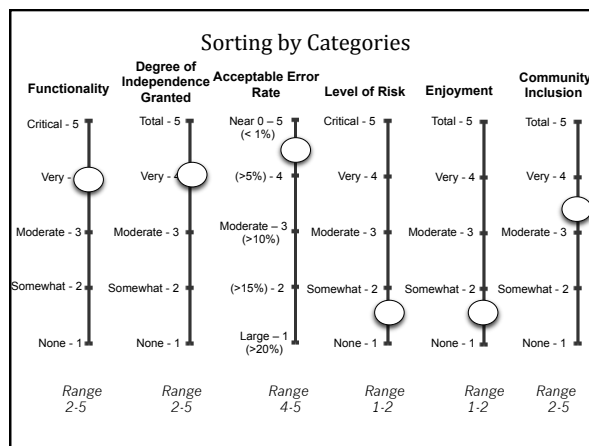 Sorting by Categories
Functionality
Degree of
Independence
Granted
Acceptable Error
Rate
Level of Risk
Enjoyment
Community
Inclusion
Critical - 5
Very -
Moderate - 3
Somewhat - 2
None - 1
Total - 5
Very - 4
Moderate - 3
Somewhat - 2
None - 1
Near 0 – 5
(< 1%)
(>5%) - 4
Moderate – 3
(>10%)
(>15%) - 2
Large – 1
(>20%)
Critical - 5
Very - 4
Moderate - 3
Somewhat - 2
None - 1
Total - 5
Very - 4
Moderate - 3
Somewhat - 2
None - 1
Total - 5
Very - 4
Moderate - 3
Somewhat - 2
None - 1
Range
2-5
Range
2-5
Range
4-5
Range
1-2
Range
1-2
Range
2-5